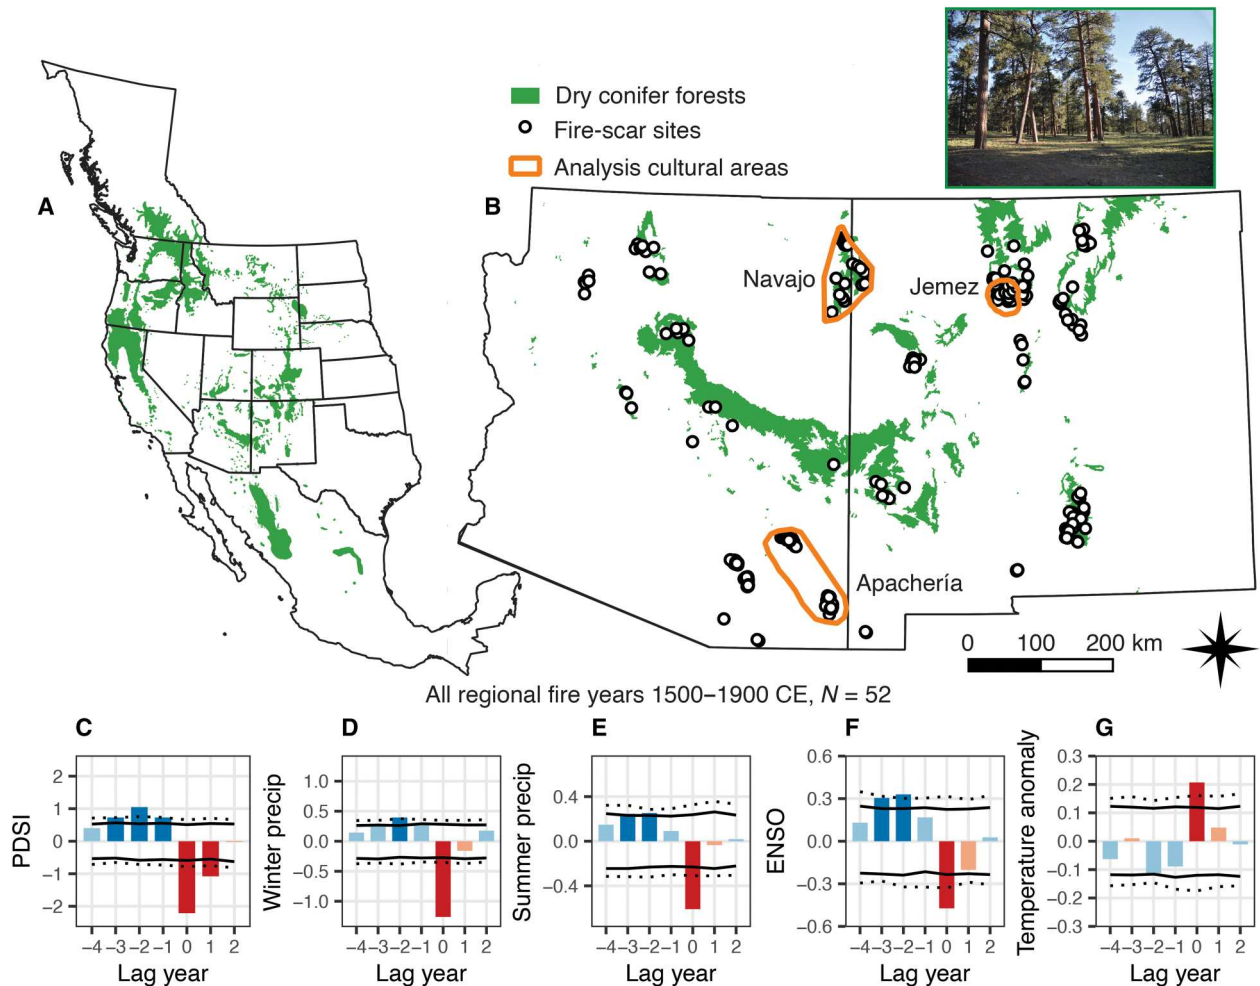 Dry conifer forests
Fire-scar sites
Analysis cultural areas
A
B
Navajo
Jemez
Apachería
0 100 200 km
All regional fire years 1500–1900 CE, N = 52
C
PDSI
2
1
0
−1
−2
−4 −3 −2 −1 0 1 2
Lag year
D
Winter precip
1.0
0.5
0.0
−0.5
−1.0
−4 −3 −2 −1 0 1 2
Lag year
E
Summer precip
0.4
0.0
−0.4
−4 −3 −2 −1 0 1 2
Lag year
F
ENSO
0.6
0.3
0.0
−0.3
−0.6
−4 −3 −2 −1 0 1 2
Lag year
G
Temperature anomaly
0.3
0.2
0.1
0.0
−0.1
−0.2
−0.3
−4 −3 −2 −1 0 1 2
Lag year